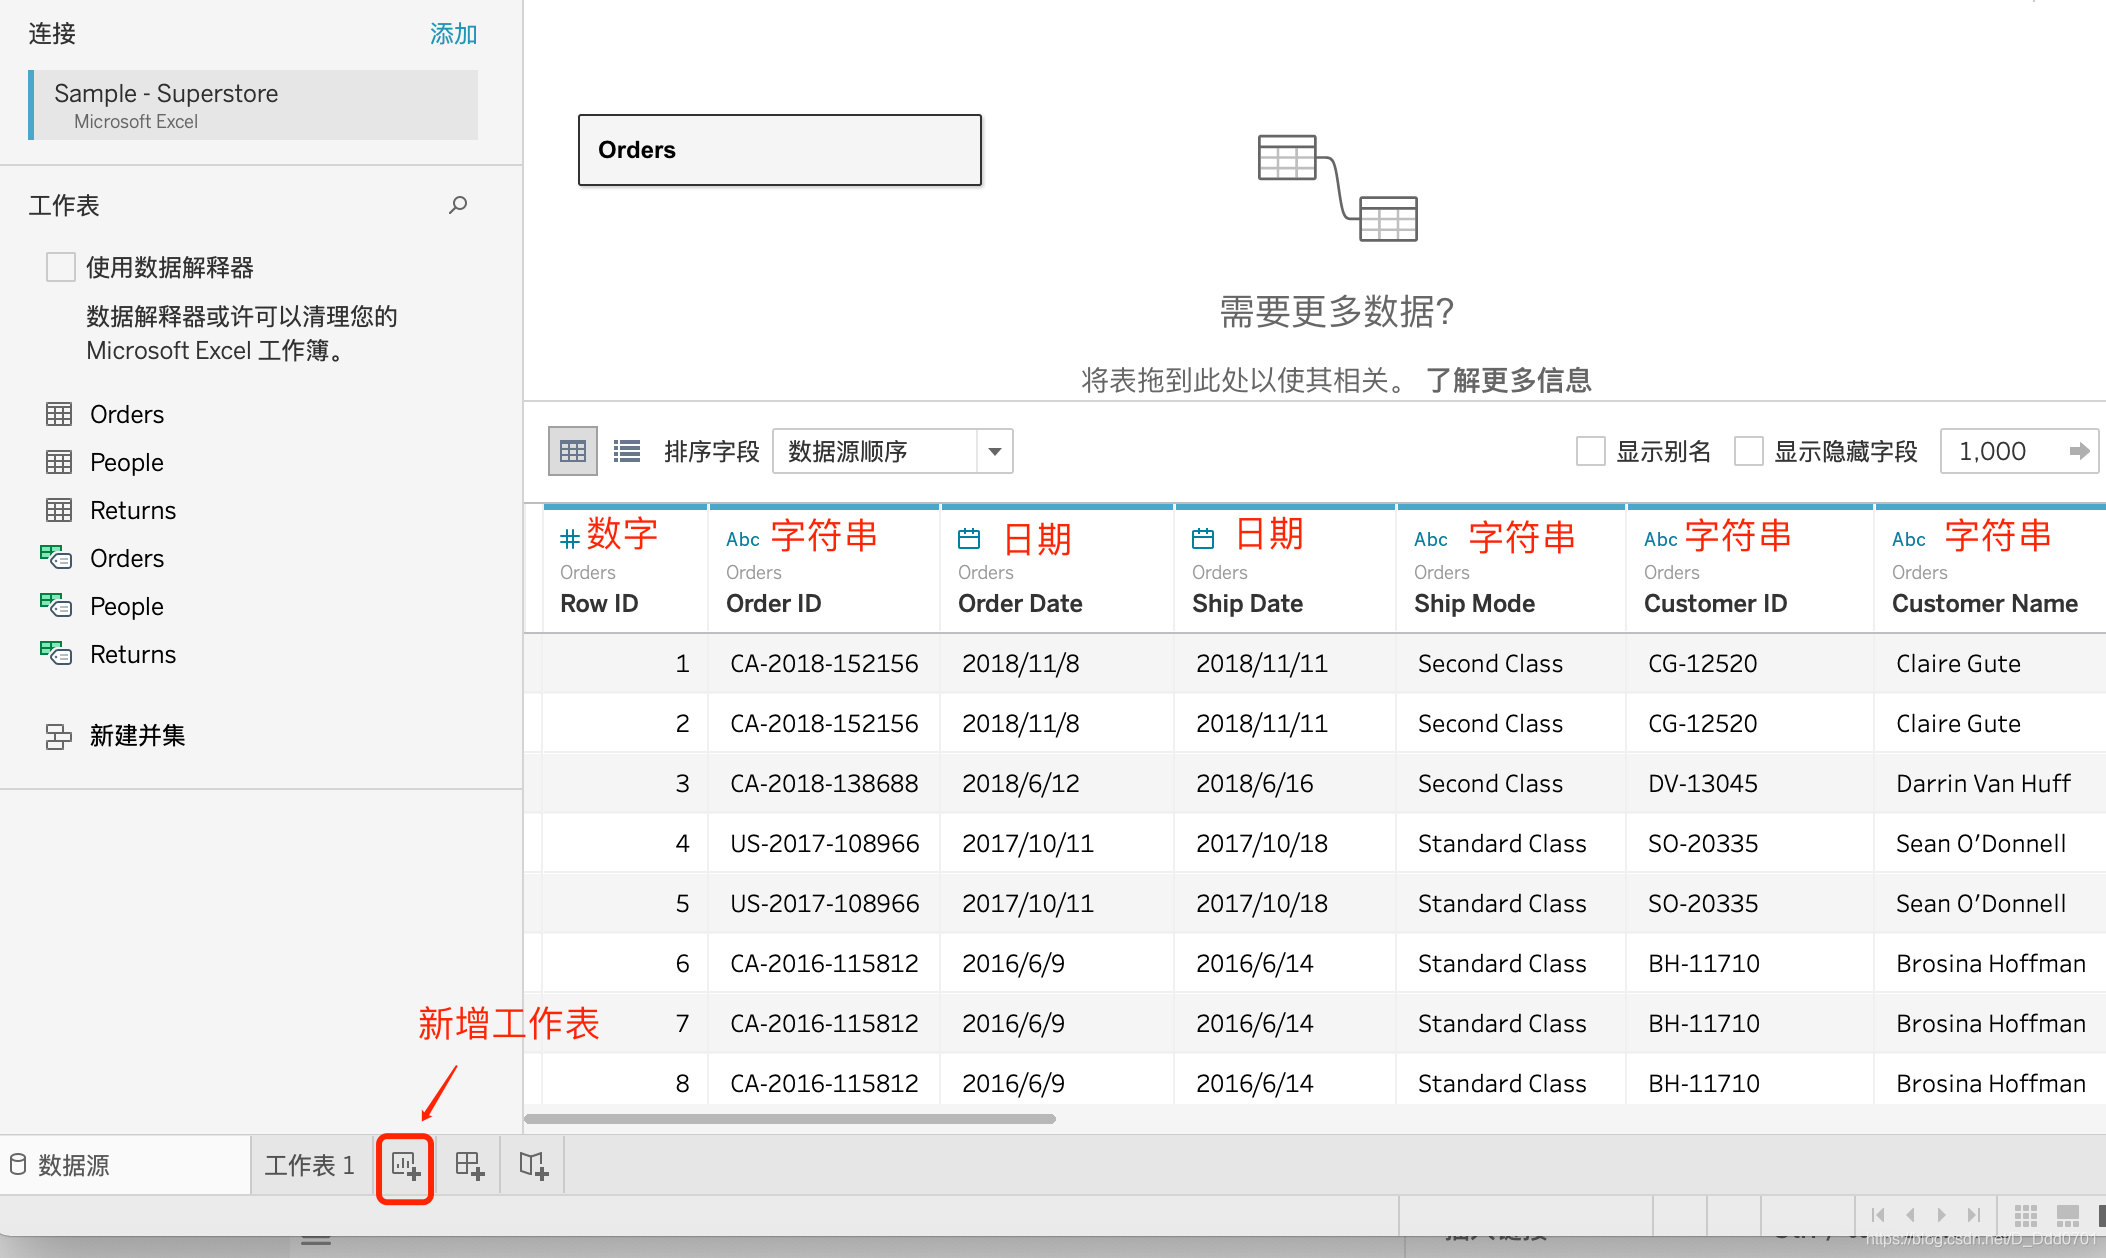 连接 添加
Sample - Superstore
Microsoft Excel
工作表
使用数据解释器
数据解释器或许可以清理您的
Microsoft Excel 工作簿。
Orders
People
Returns
Orders
People
Returns
新建并集
Orders
需要更多数据?
将表拖到此处以使其相关。 了解更多信息
排序字段 数据源顺序 显示别名 显示隐藏字段 1,000
# 数字 Abc 字符串 日期 日期 Abc 字符串 Abc 字符串 Abc 字符串
Orders Orders Orders Orders Orders Orders Orders
Row ID Order ID Order Date Ship Date Ship Mode Customer ID Customer Name
1 CA-2018-152156 2018/11/8 2018/11/11 Second Class CG-12520 Claire Gute
2 CA-2018-152156 2018/11/8 2018/11/11 Second Class CG-12520 Claire Gute
3 CA-2018-138688 2018/6/12 2018/6/16 Second Class DV-13045 Darrin Van Huff
4 US-2017-108966 2017/10/11 2017/10/18 Standard Class SO-20335 Sean O'Donnell
5 US-2017-108966 2017/10/11 2017/10/18 Standard Class SO-20335 Sean O'Donnell
6 CA-2016-115812 2016/6/9 2016/6/14 Standard Class BH-11710 Brosina Hoffman
7 CA-2016-115812 2016/6/9 2016/6/14 Standard Class BH-11710 Brosina Hoffman
8 CA-2016-115812 2016/6/9 2016/6/14 Standard Class BH-11710 Brosina Hoffman
新增工作表
数据源 工作表 1
https://blog.csdn.net/D_Ddd0701